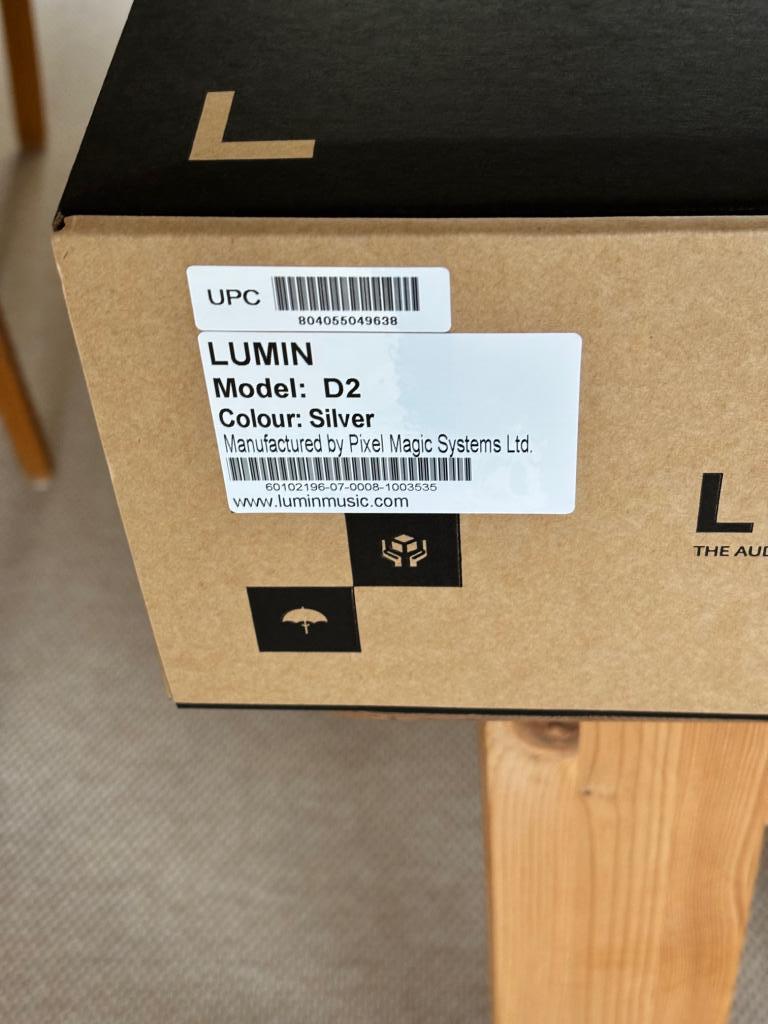 L
UPC
804055049638
LUMIN
Model: D2
Colour: Silver
Manufactured by Pixel Magic Systems Ltd.
60102196-07-0008-1003535
www.luminmusic.com
L
THE AUD